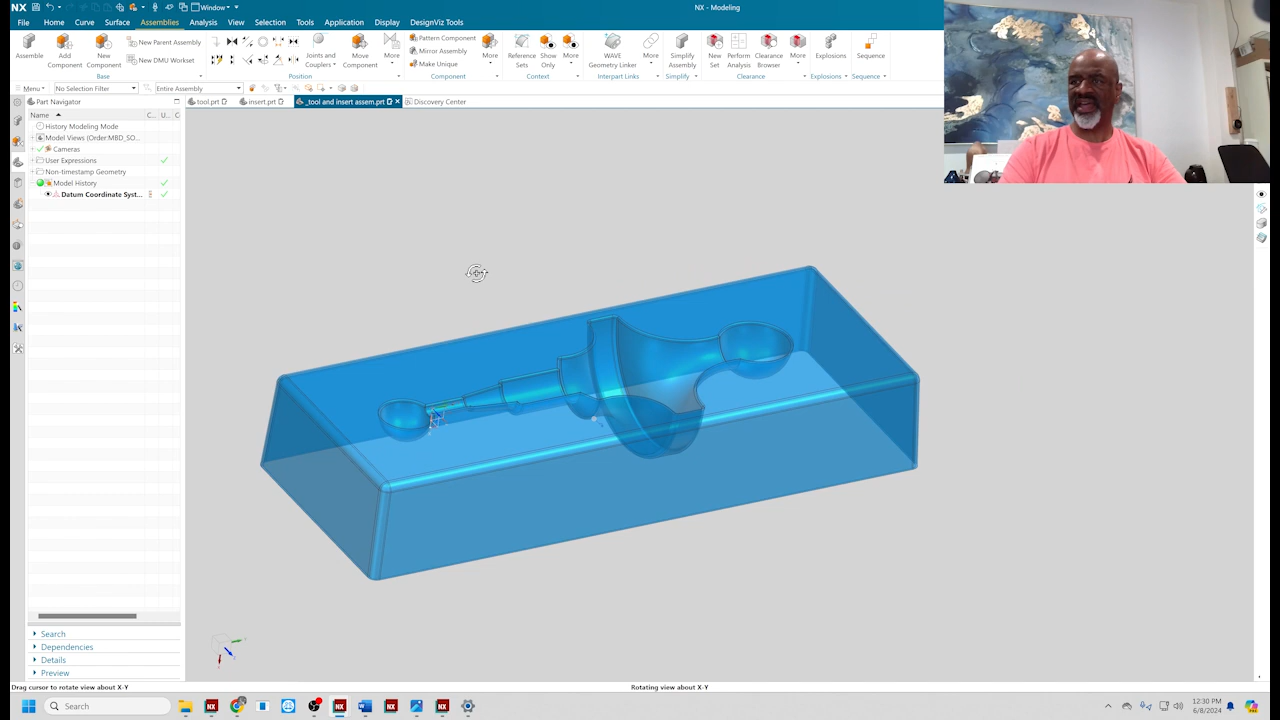 NX
Window
NX - Modeling
File Home Curve Surface Assemblies Analysis View Selection Tools Application Display DesignViz Tools
Assemble
Add Component
New Component
New Parent Assembly
New DMU Workset
Base
Joints and Couplers
Move Component
More
Position
Pattern Component
Mirror Assembly
Make Unique
More
Component
Reference Sets
Show Only
More
Context
WAVE Geometry Linker
More
Interpart Links
Simplify Assembly
Simplify
New Set
Perform Analysis
Clearance Browser
More
Clearance
Explosions
Explosions
Sequence
Sequence
Menu
No Selection Filter
Entire Assembly
Part Navigator
tool.prt
insert.prt
_tool and insert assem.prt
Discovery Center
Name C... U... C
History Modeling Mode
Model Views (Order:MBD_SO...
Cameras
User Expressions
Non-timestamp Geometry
Model History
Datum Coordinate Syst...
Search
Dependencies
Details
Preview
Drag cursor to rotate view about X-Y
Rotating view about X-Y
Search
12:30 PM
6/8/2024